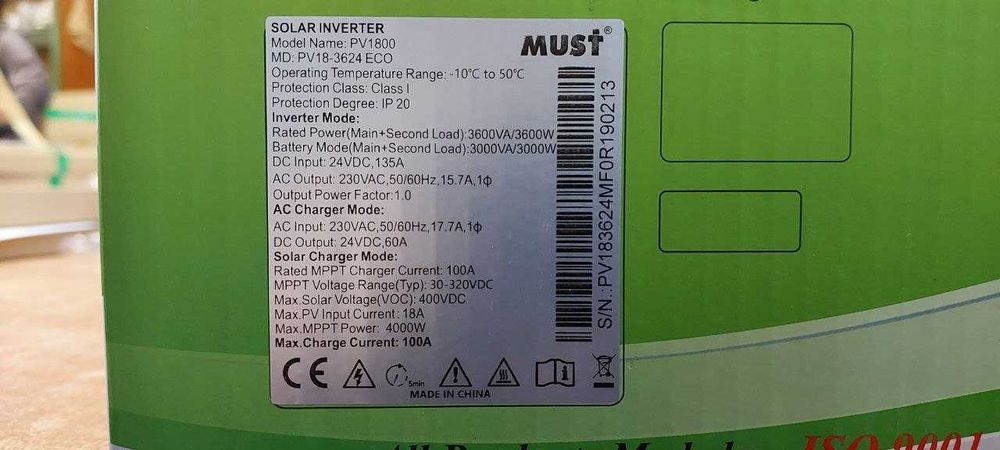 SOLAR INVERTER
MUST®
Model Name: PV1800
MD: PV18-3624 ECO
Operating Temperature Range: -10℃ to 50℃
Protection Class: Class I
Protection Degree: IP 20
Inverter Mode:
Rated Power(Main+Second Load):3600VA/3600W
Battery Mode(Main+Second Load):3000VA/3000W
DC Input: 24VDC,135A
AC Output: 230VAC,50/60Hz,15.7A,1ф
Output Power Factor:1.0
AC Charger Mode:
AC Input: 230VAC,50/60Hz,17.7A,1ф
DC Output: 24VDC,60A
Solar Charger Mode:
Rated MPPT Charger Current: 100A
MPPT Voltage Range(Typ): 30-320VDC
Max.Solar Voltage(VOC): 400VDC
Max.PV Input Current: 18A
Max.MPPT Power: 4000W
Max.Charge Current: 100A
S/N.: PV183624MF0R190213
CE
5min
MADE IN CHINA
ISO 9001